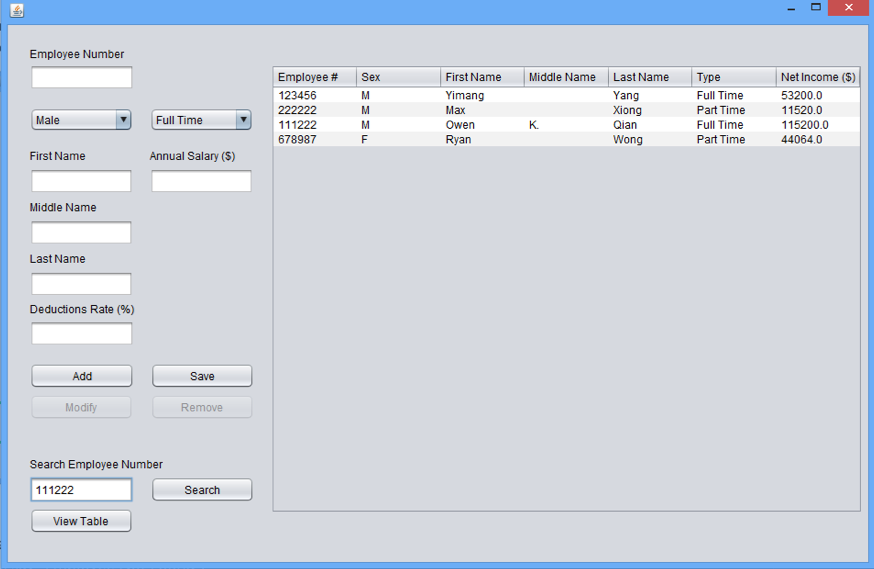 Employee Number
Male Full Time
First Name Annual Salary ($)
Middle Name
Last Name
Deductions Rate (%)
Add Save
Modify Remove
Search Employee Number
111222 Search
View Table
Employee # Sex First Name Middle Name Last Name Type Net Income ($)
123456 M Yimang Yang Full Time 53200.0
222222 M Max Xiong Part Time 11520.0
111222 M Owen K. Qian Full Time 115200.0
678987 F Ryan Wong Part Time 44064.0